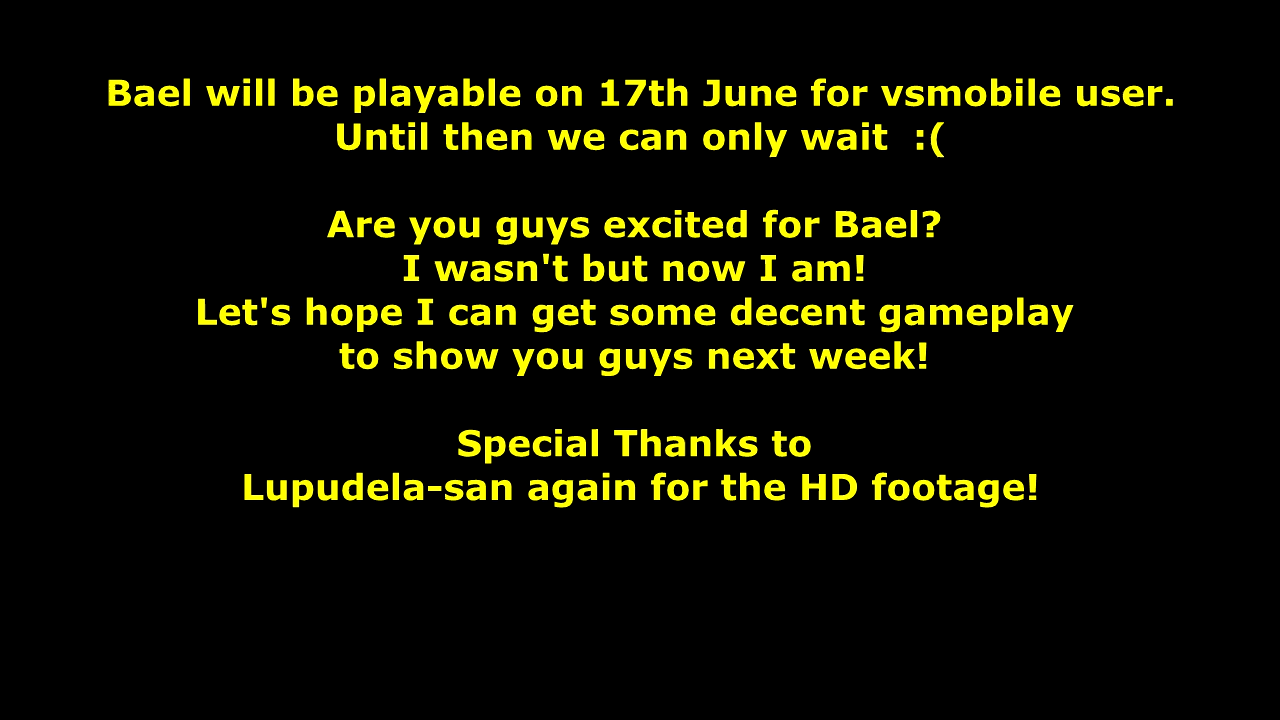 Bael will be playable on 17th June for vsmobile user.
Until then we can only wait  :(
Are you guys excited for Bael?
I wasn't but now I am!
Let's hope I can get some decent gameplay
to show you guys next week!
Special Thanks to
Lupudela-san again for the HD footage!